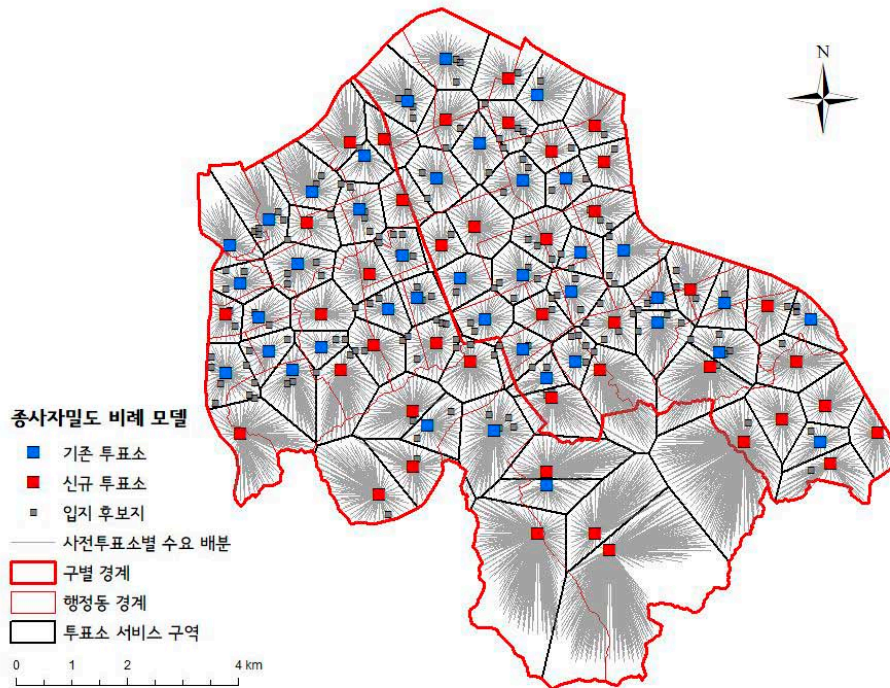 N
종사자밀도 비례 모델
기존 투표소
신규 투표소
입지 후보지
사전투표소별 수요 배분
구별 경계
행정동 경계
투표소 서비스 구역
0 1 2 4 km